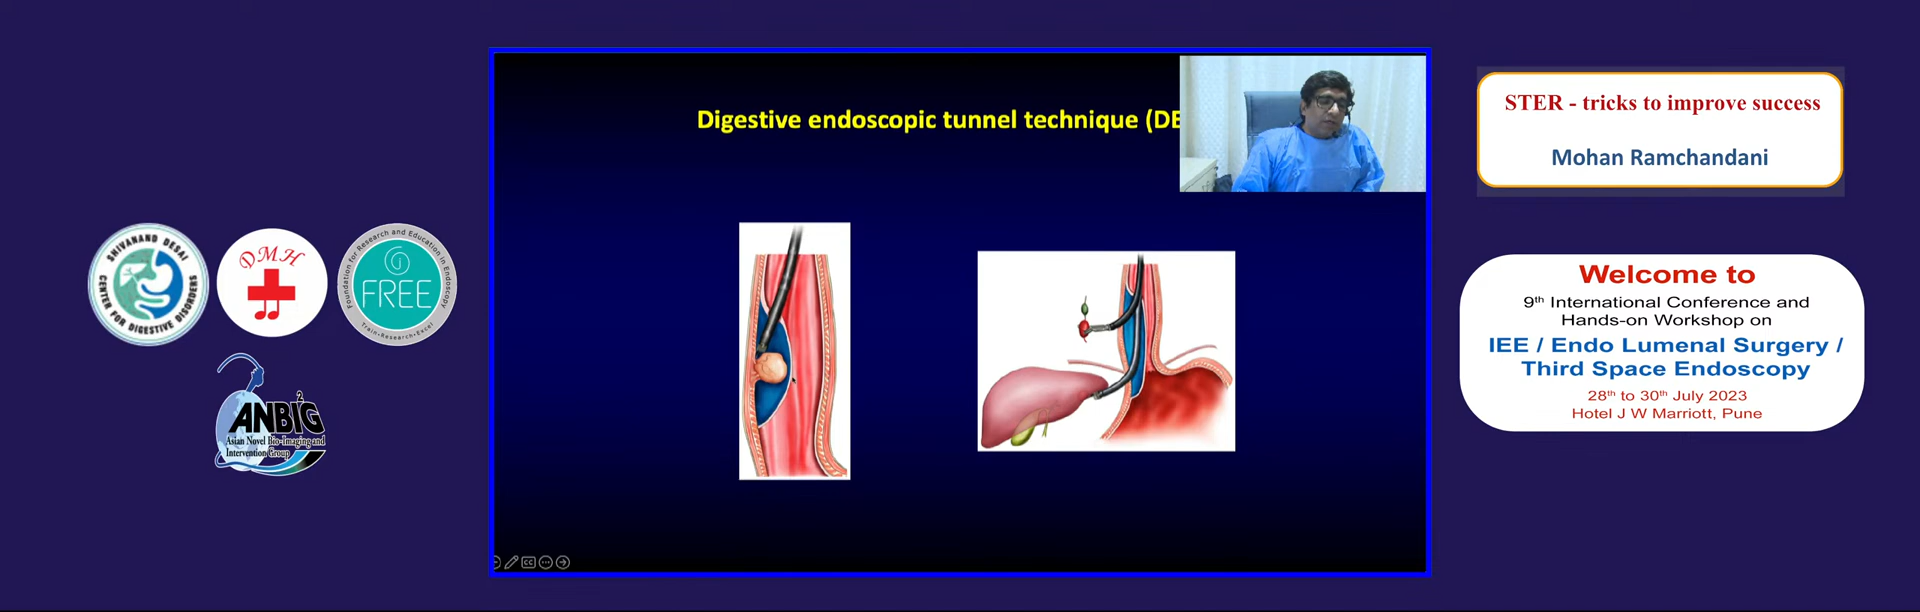 SHIVANAND DESAI
CENTER FOR DIGESTIVE DISORDERS
DMH
Foundation for Research and Education in Endoscopy
FREE
Train•Research•Excel
ANBIG2
Asian Novel Bio-Imaging and
Intervention Group
Digestive endoscopic tunnel technique (DE
CC
STER - tricks to improve success
Mohan Ramchandani
Welcome to
9th International Conference and
Hands-on Workshop on
IEE / Endo Lumenal Surgery /
Third Space Endoscopy
28th to 30th July 2023
Hotel J W Marriott, Pune